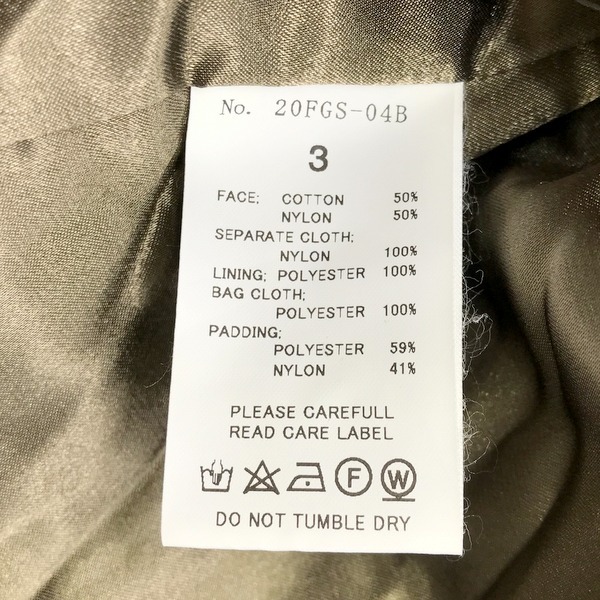 No. 20FGS-04B
3
FACE; COTTON 50%
NYLON 50%
SEPARATE CLOTH;
NYLON 100%
LINING; POLYESTER 100%
BAG CLOTH;
POLYESTER 100%
PADDING;
POLYESTER 59%
NYLON 41%
PLEASE CAREFULL
READ CARE LABEL
F W
DO NOT TUMBLE DRY